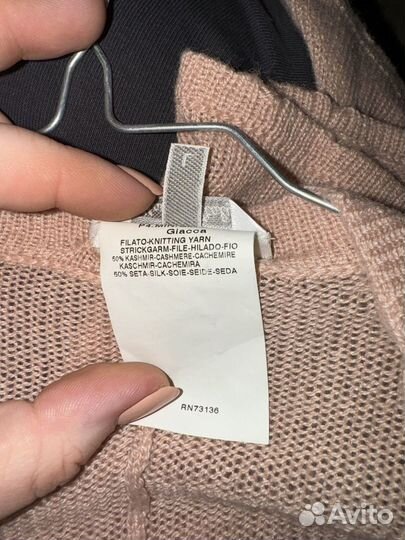 L
Giacca
FILATO-KNITTING YARN
STRICKGARM-FILE-HILADO-FIO
50% KASHMIR-CASHMERE-CACHEMIRE
KASCHMIR-CACHEMIRA
50% SETA-SILK-SOIE-SEIDE-SEDA
RN73136
Avito